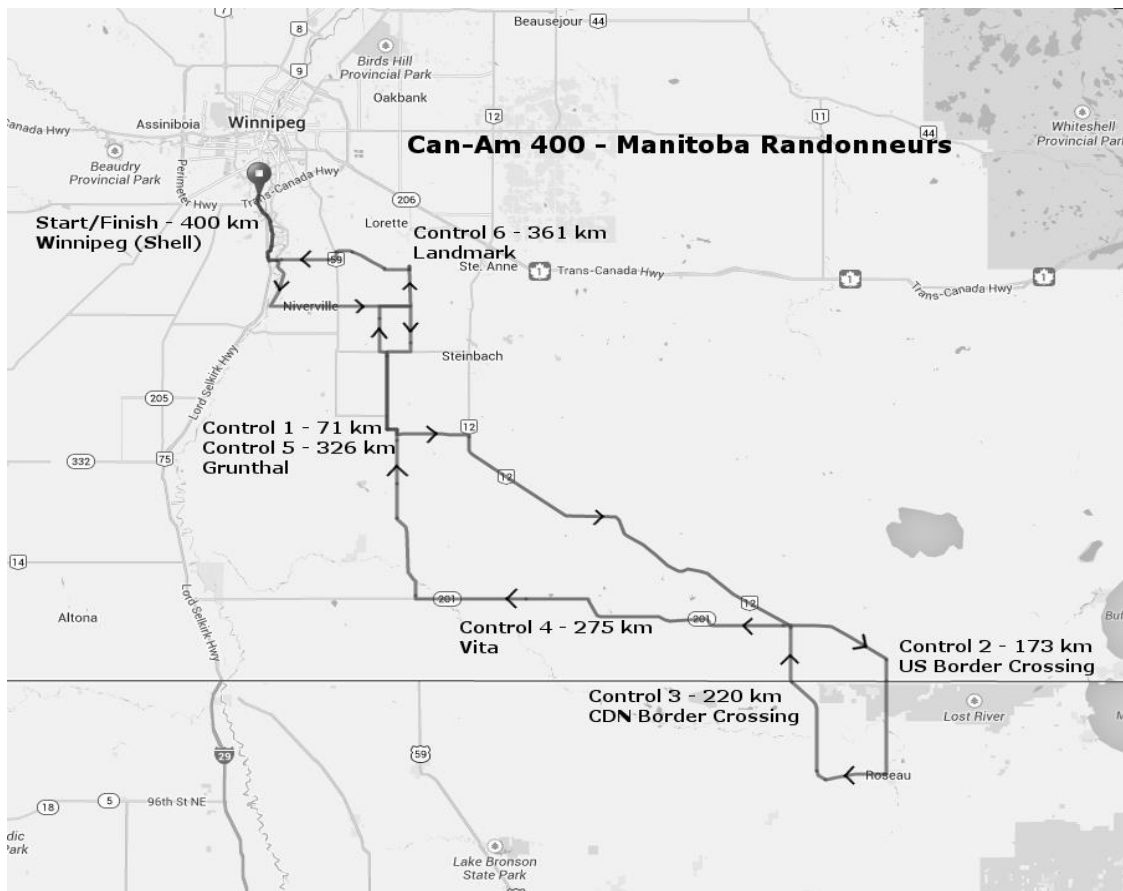 Beausejour
44
7
8
Birds Hill
Provincial Park
9
Oakbank
12
11
Winnipeg
Assiniboia
Canada Hwy
44
Whiteshell
Provincial Park
Can-Am 400 - Manitoba Randonneurs
Beaudry
Provincial Park
Perimeter Hwy
Trans-Canada Hwy
206
Start/Finish - 400 km
Winnipeg (Shell)
Lorette
Control 6 - 361 km
Landmark
59
Ste. Anne
1
Trans-Canada Hwy
1
1
Trans-Canada Hwy
Niverville
Steinbach
Lord Selkirk Hwy
205
Control 1 - 71 km
Control 5 - 326 km
Grunthal
12
332
75
12
14
Lord Selkirk Hwy
201
12
Altona
Control 4 - 275 km
Vita
201
Control 2 - 173 km
US Border Crossing
Control 3 - 220 km
CDN Border Crossing
Lost River
29
59
Roseau
18
5
96th St NE
Park
Lake Bronson
State Park